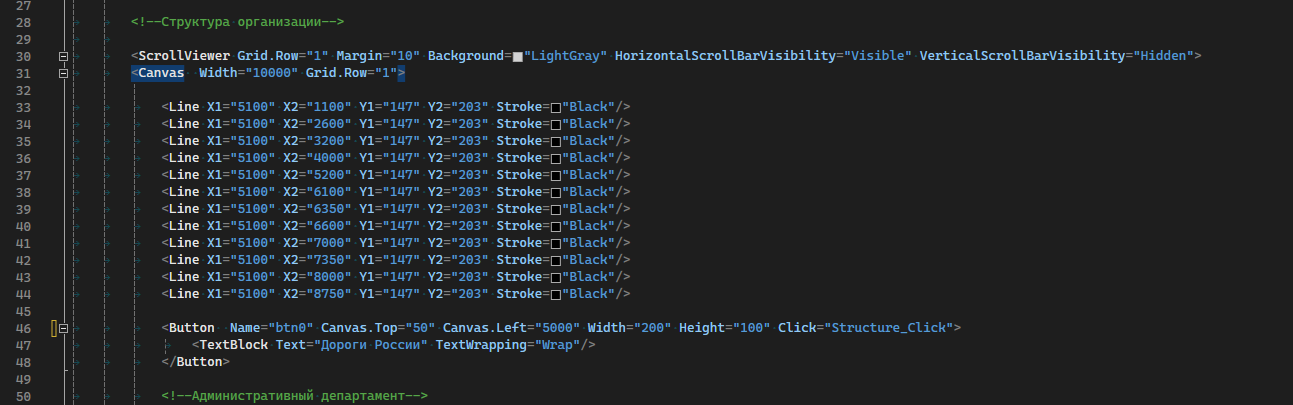 27
28 <!--Структура организации-->
29
30 <ScrollViewer Grid.Row="1" Margin="10" Background="LightGray" HorizontalScrollBarVisibility="Visible" VerticalScrollBarVisibility="Hidden">
31 <Canvas  Width="10000" Grid.Row="1">
32
33 <Line X1="5100" X2="1100" Y1="147" Y2="203" Stroke="Black"/>
34 <Line X1="5100" X2="2600" Y1="147" Y2="203" Stroke="Black"/>
35 <Line X1="5100" X2="3200" Y1="147" Y2="203" Stroke="Black"/>
36 <Line X1="5100" X2="4000" Y1="147" Y2="203" Stroke="Black"/>
37 <Line X1="5100" X2="5200" Y1="147" Y2="203" Stroke="Black"/>
38 <Line X1="5100" X2="6100" Y1="147" Y2="203" Stroke="Black"/>
39 <Line X1="5100" X2="6350" Y1="147" Y2="203" Stroke="Black"/>
40 <Line X1="5100" X2="6600" Y1="147" Y2="203" Stroke="Black"/>
41 <Line X1="5100" X2="7000" Y1="147" Y2="203" Stroke="Black"/>
42 <Line X1="5100" X2="7350" Y1="147" Y2="203" Stroke="Black"/>
43 <Line X1="5100" X2="8000" Y1="147" Y2="203" Stroke="Black"/>
44 <Line X1="5100" X2="8750" Y1="147" Y2="203" Stroke="Black"/>
45
46 <Button  Name="btn0" Canvas.Top="50" Canvas.Left="5000" Width="200" Height="100" Click="Structure_Click">
47 <TextBlock Text="Дороги России" TextWrapping="Wrap"/>
48 </Button>
49
50 <!--Административный департамент-->